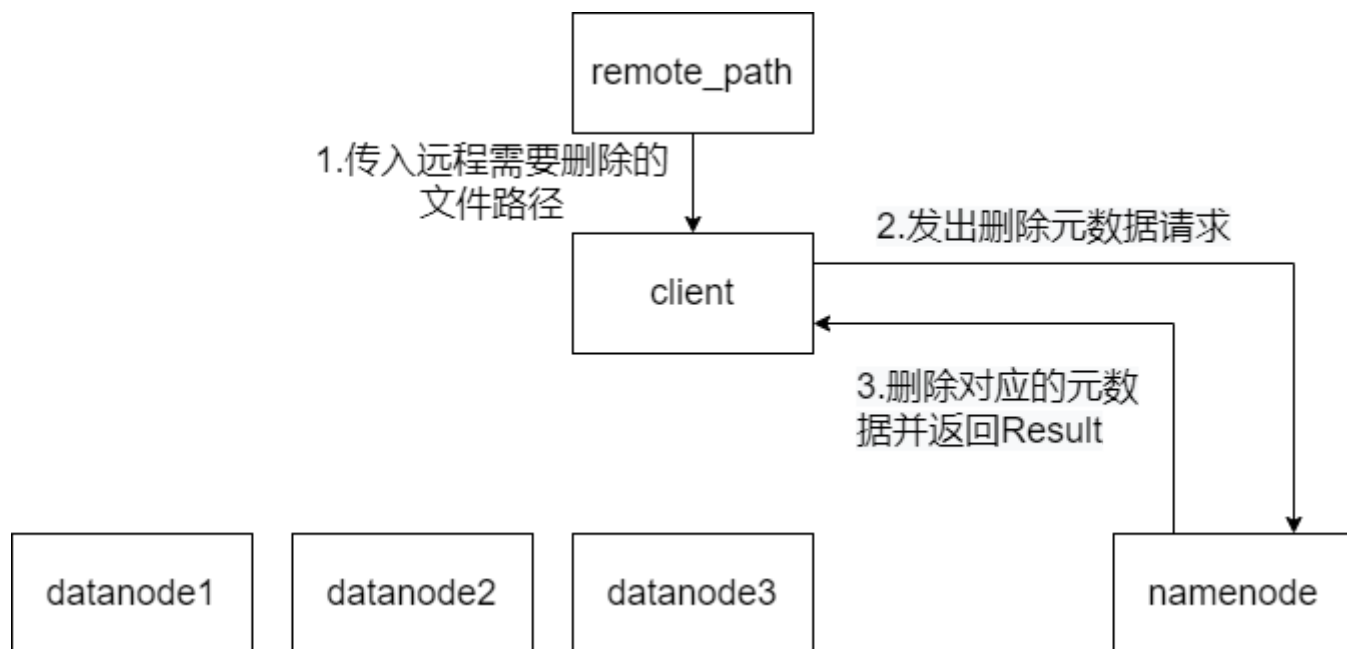 remote_path
1.传入远程需要删除的
文件路径
2.发出删除元数据请求
client
3.删除对应的元数
据并返回Result
datanode1
datanode2
datanode3
namenode